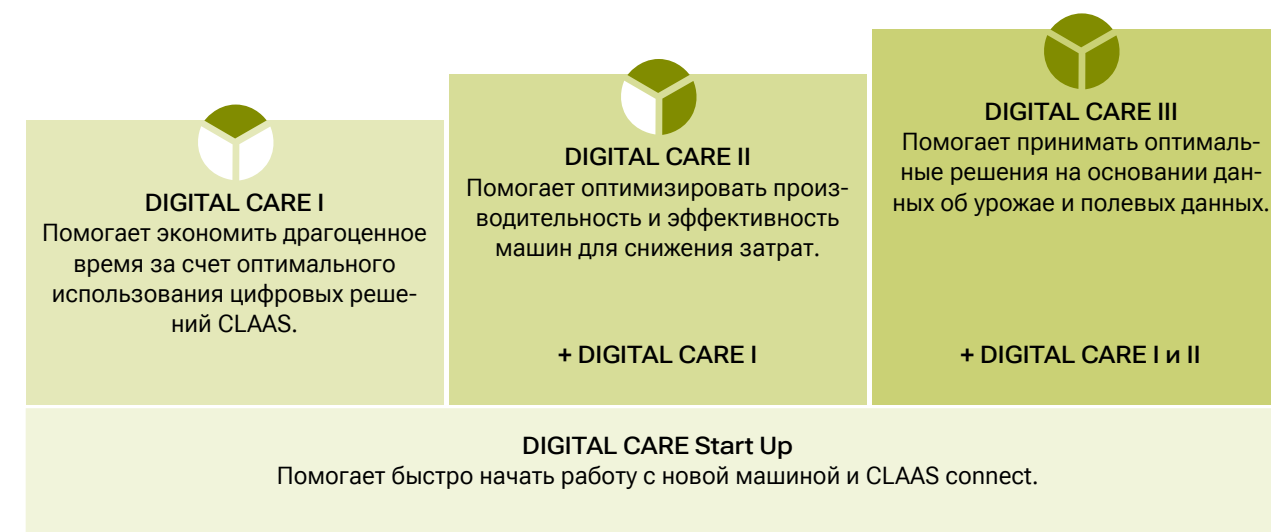 DIGITAL CARE I
Помогает экономить драгоценное
время за счет оптимального
использования цифровых реше-
ний CLAAS.
DIGITAL CARE II
Помогает оптимизировать произ-
водительность и эффективность
машин для снижения затрат.
+ DIGITAL CARE I
DIGITAL CARE III
Помогает принимать оптималь-
ные решения на основании дан-
ных об урожае и полевых данных.
+ DIGITAL CARE I и II
DIGITAL CARE Start Up
Помогает быстро начать работу с новой машиной и CLAAS connect.